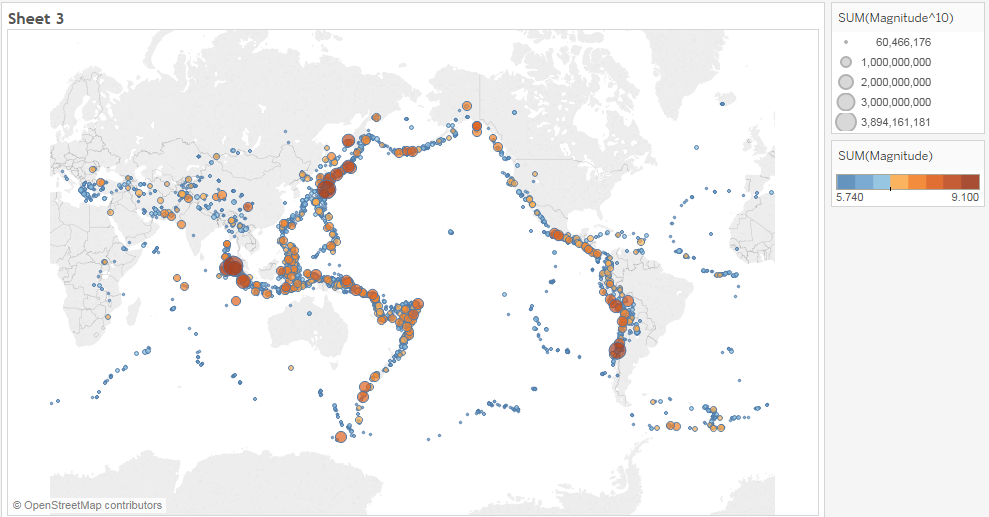 Sheet 3
© OpenStreetMap contributors
SUM(Magnitude^10)
60,466,176
1,000,000,000
2,000,000,000
3,000,000,000
3,894,161,181
SUM(Magnitude)
5.740 9.100